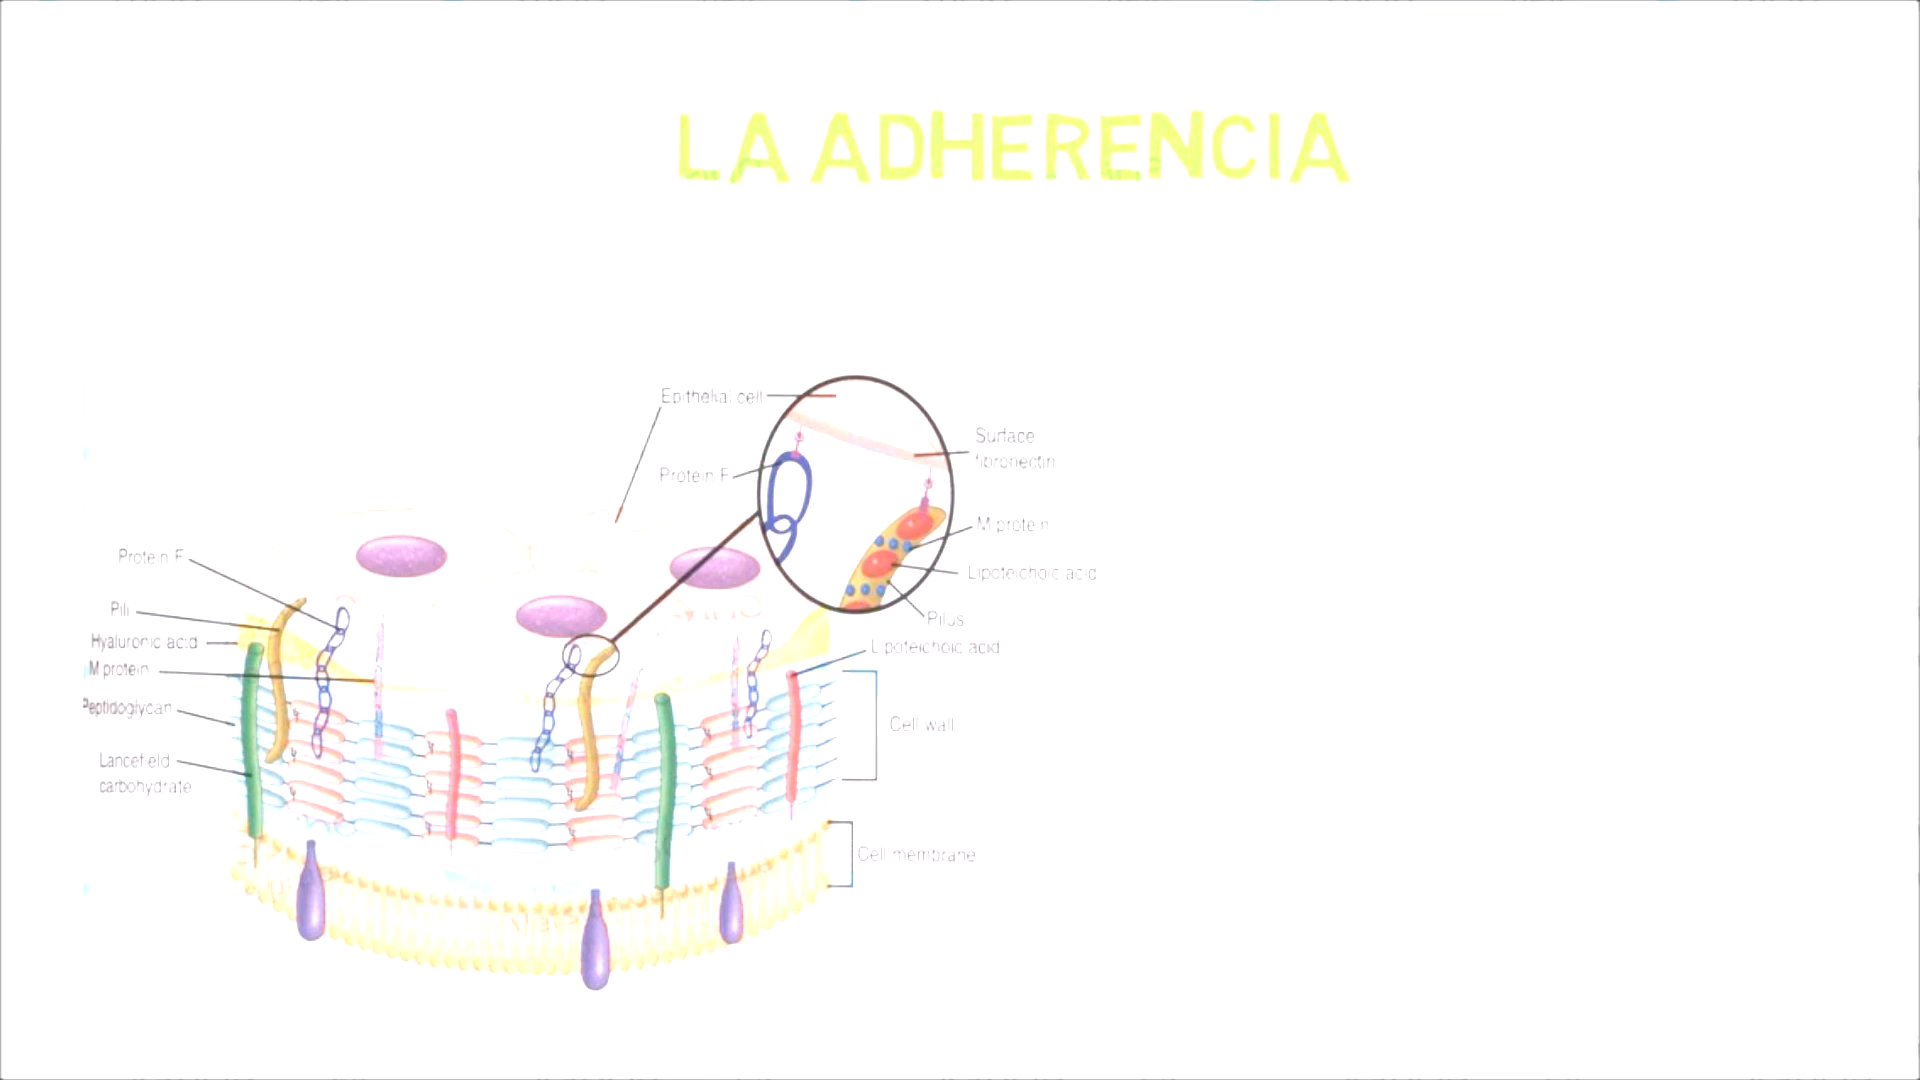 LA ADHERENCIA
Epithelial cell
Surface
fibronectin
Protein F
M protein
Protein F
Lipoteichoic acid
Pili
Pilus
Hyaluronic acid
Lipoteichoic acid
M protein
Peptidoglycan
Cell wall
Lancefield
carbohydrate
Cell membrane